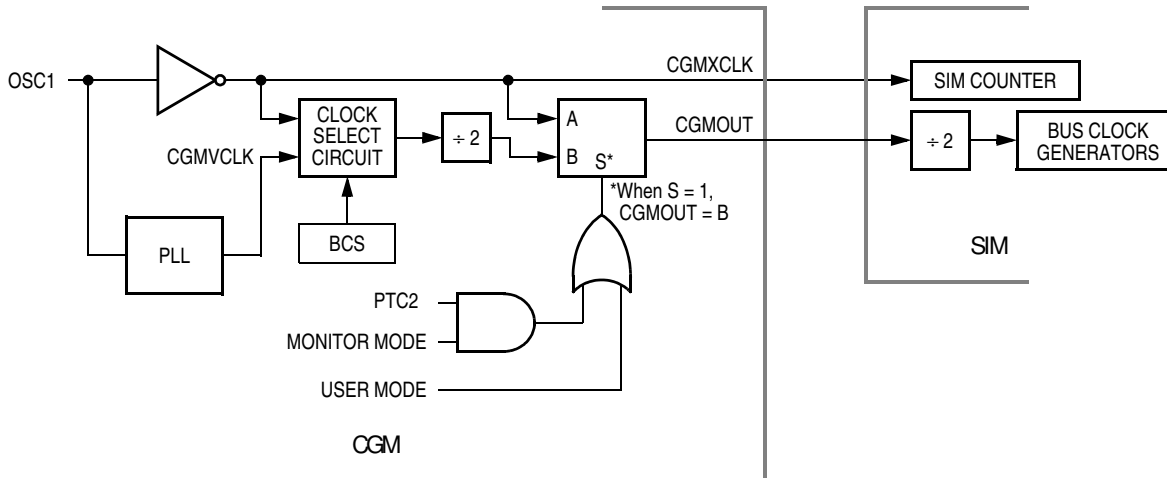 OSC1
CGMXCLK
SIM COUNTER
CLOCK
SELECT
CIRCUIT
÷ 2
A
B
S*
CGMOUT
÷ 2
BUS CLOCK
GENERATORS
CGMVCLK
*When S = 1,
CGMOUT = B
BCS
PLL
SIM
PTC2
MONITOR MODE
USER MODE
CGM